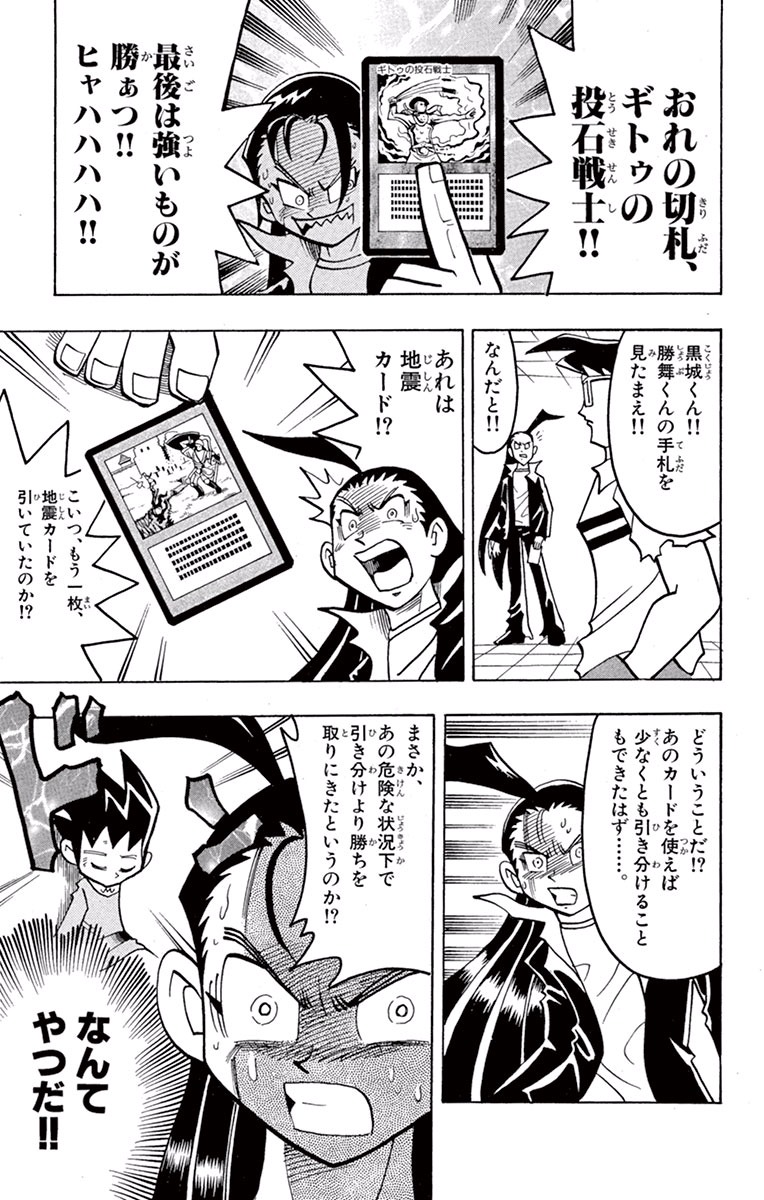 おれの切札、
ギトゥの
投石戦士!!
ギトゥの投石戦士
最後は強いものが
勝ぁつ!!
ヒャハハハハ!!
黒城くん!!
勝舞くんの手札を
見たまえ!!
なんだと!!
あれは
地震
カード!?
こいつ、もう一枚、
地震カードを
引いていたのか!?
どういうことだ!?
あのカードを使えば
少なくとも引き分けること
もできたはず……。
まさか、
あの危険な状況下で
引き分けより勝ちを
取りにきたというのか!?
ド
なんて
やつだ!!